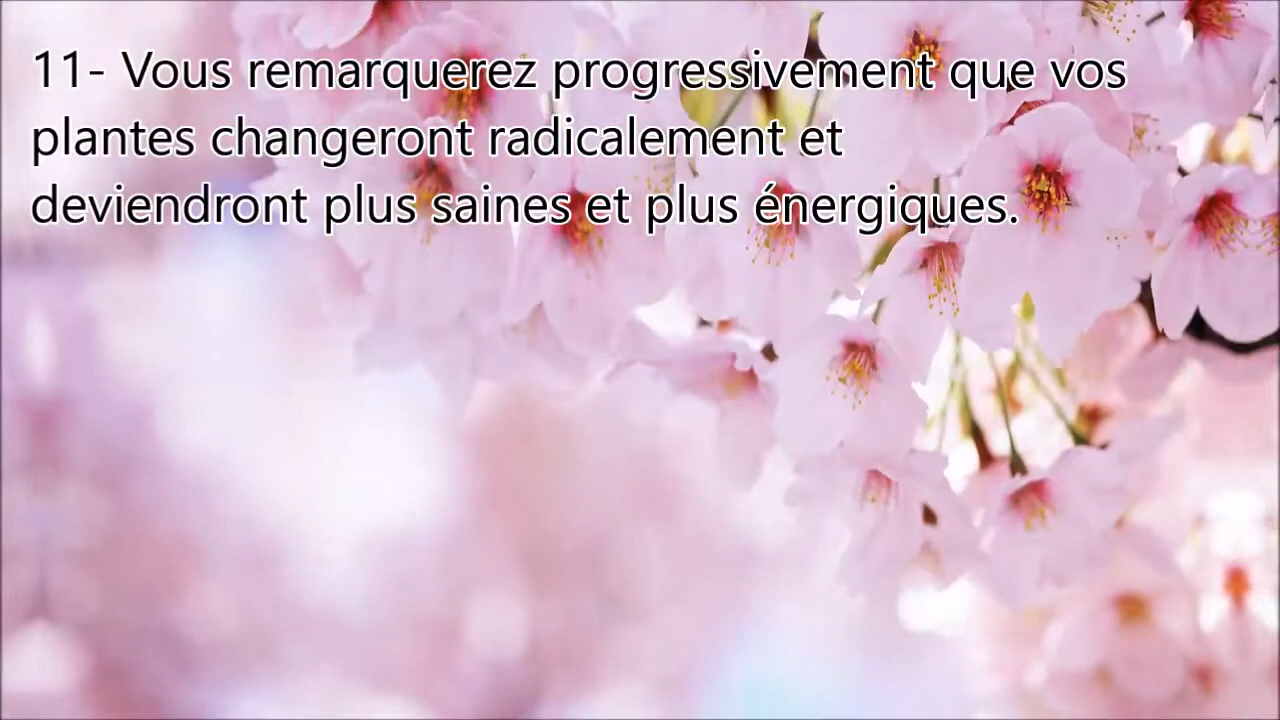 11- Vous remarquerez progressivement que vos
plantes changeront radicalement et
deviendront plus saines et plus énergiques.